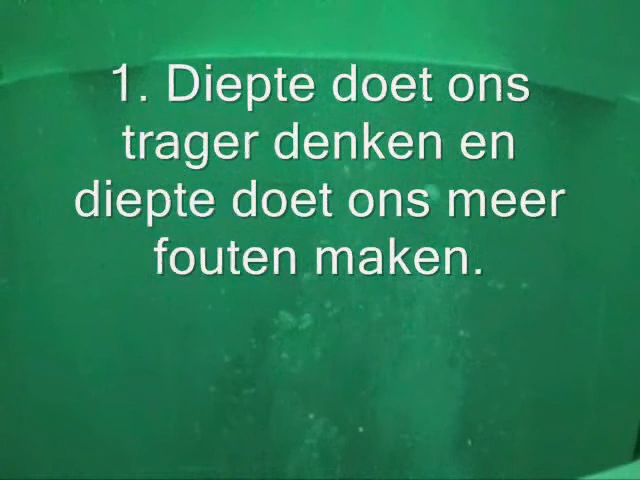 1. Diepte doet ons
trager denken en
diepte doet ons meer
fouten maken.